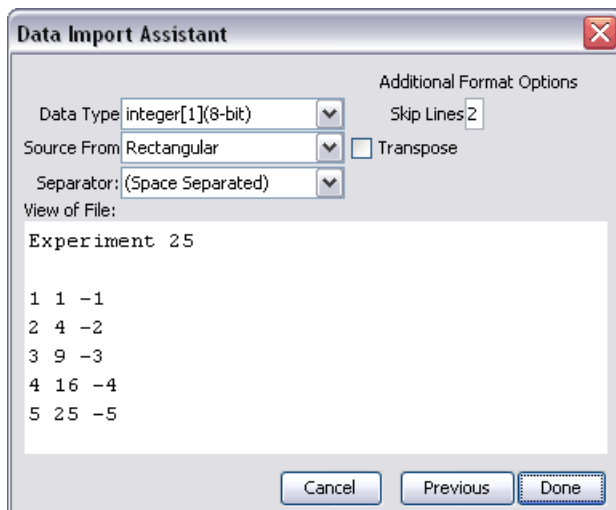 Data Import Assistant
Additional Format Options
Data Type integer[1](8-bit) Skip Lines 2
Source From Rectangular Transpose
Separator: (Space Separated)
View of File:
Experiment 25
1 1 -1
2 4 -2
3 9 -3
4 16 -4
5 25 -5
Cancel Previous Done